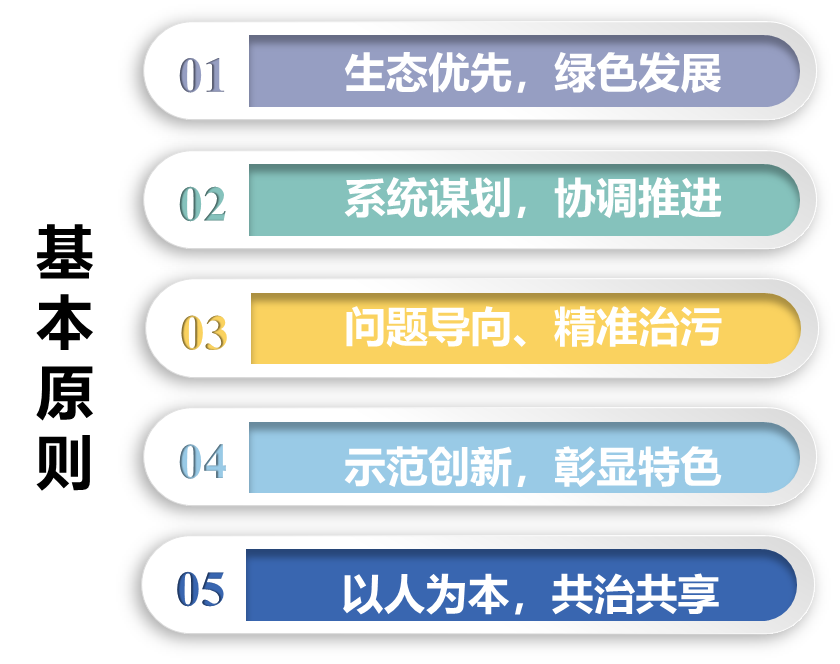 基本原则
01 生态优先，绿色发展
02 系统谋划，协调推进
03 问题导向、精准治污
04 示范创新，彰显特色
05 以人为本，共治共享